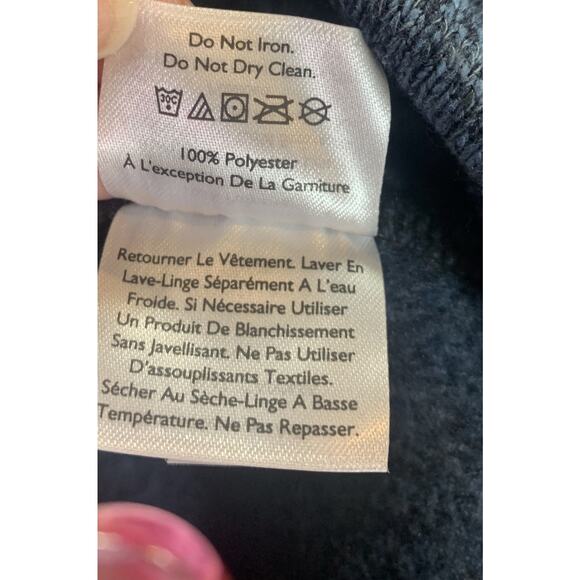 Do Not Iron.
Do Not Dry Clean.
30C
100% Polyester
À L'exception De La Garniture
Retourner Le Vêtement. Laver En
Lave-Linge Séparément A L'eau
Froide. Si Nécessaire Utiliser
Un Produit De Blanchissement
Sans Javellisant. Ne Pas Utiliser
D'assouplissants Textiles.
Sécher Au Sèche-Linge A Basse
Température. Ne Pas Repasser.